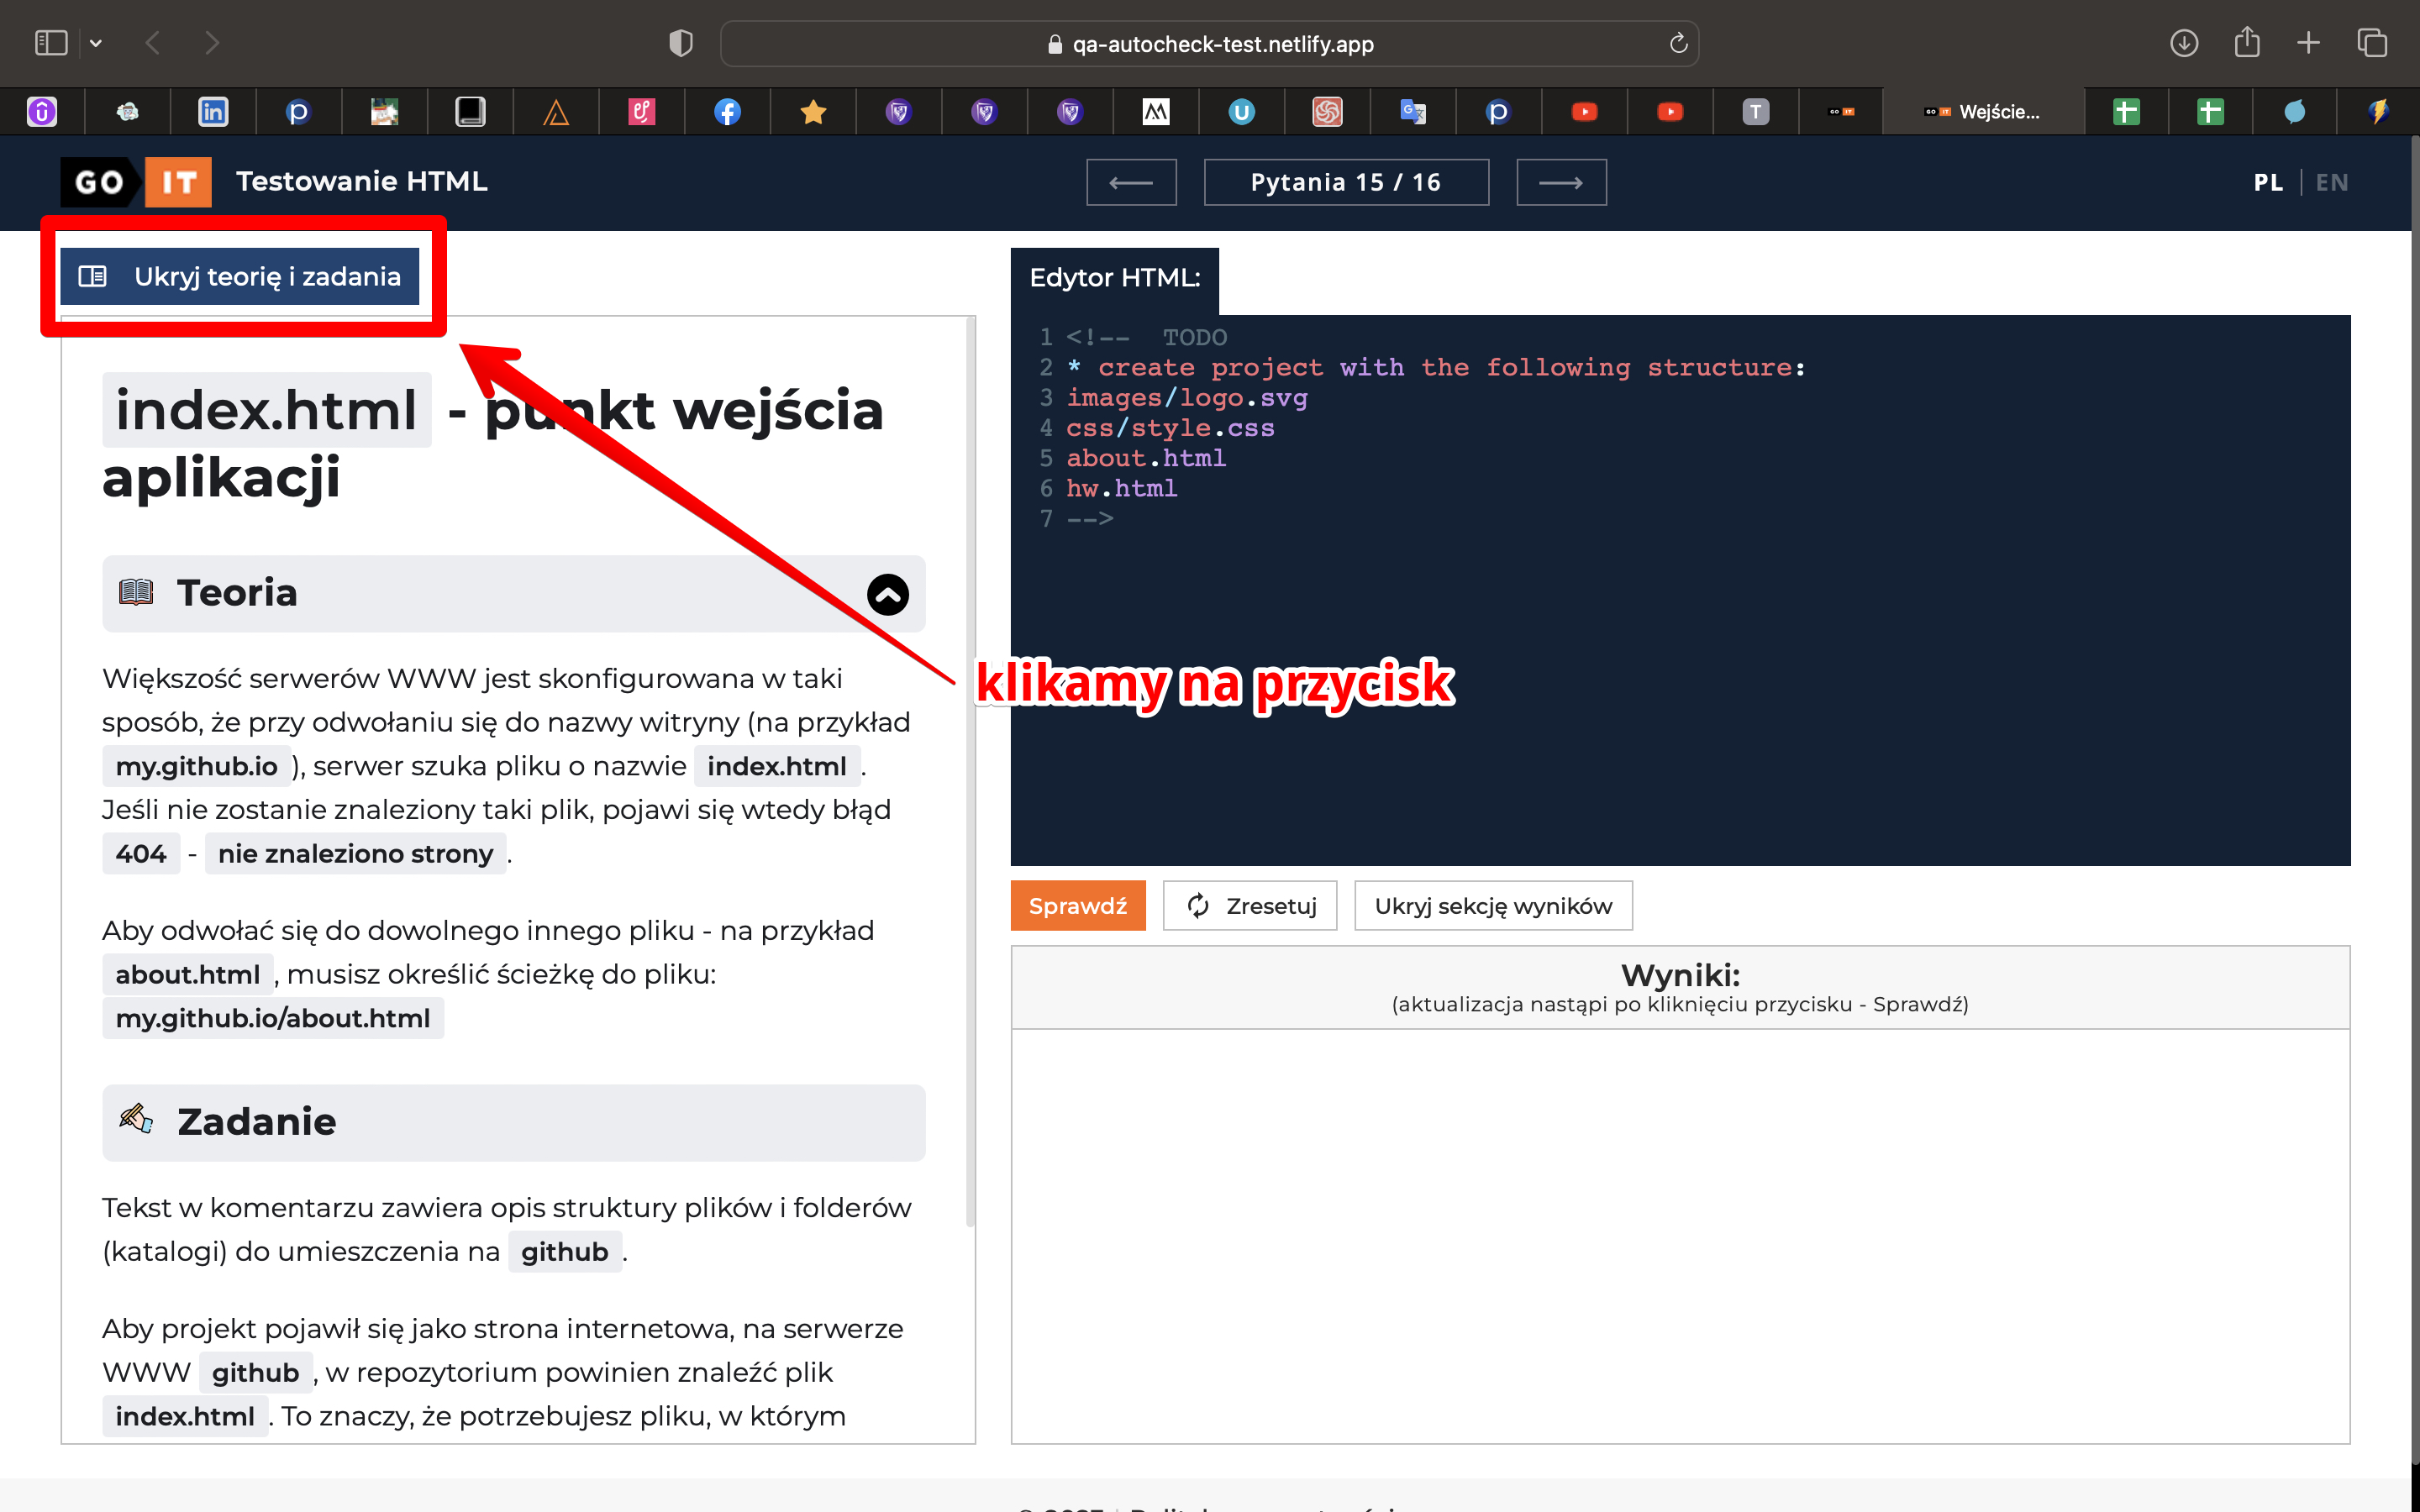 qa-autocheck-test.netlify.app
Wejście...
GO IT Testowanie HTML
Pytania 15 / 16
PL EN
Ukryj teorię i zadania
index.html - punkt wejścia
aplikacji
Teoria
Większość serwerów WWW jest skonfigurowana w taki
sposób, że przy odwołaniu się do nazwy witryny (na przykład
my.github.io ), serwer szuka pliku o nazwie index.html .
Jeśli nie zostanie znaleziony taki plik, pojawi się wtedy błąd
404 - nie znaleziono strony .
Aby odwołać się do dowolnego innego pliku - na przykład
about.html , musisz określić ścieżkę do pliku:
my.github.io/about.html
Zadanie
Tekst w komentarzu zawiera opis struktury plików i folderów
(katalogi) do umieszczenia na github .
Aby projekt pojawił się jako strona internetowa, na serwerze
WWW github , w repozytorium powinien znaleźć plik
index.html . To znaczy, że potrzebujesz pliku, w którym
Edytor HTML:
1 <!-- TODO
2 * create project with the following structure:
3 images/logo.svg
4 css/style.css
5 about.html
6 hw.html
7 -->
klikamy na przycisk
Sprawdź
Zresetuj
Ukryj sekcję wyników
Wyniki:
(aktualizacja nastąpi po kliknięciu przycisku - Sprawdź)